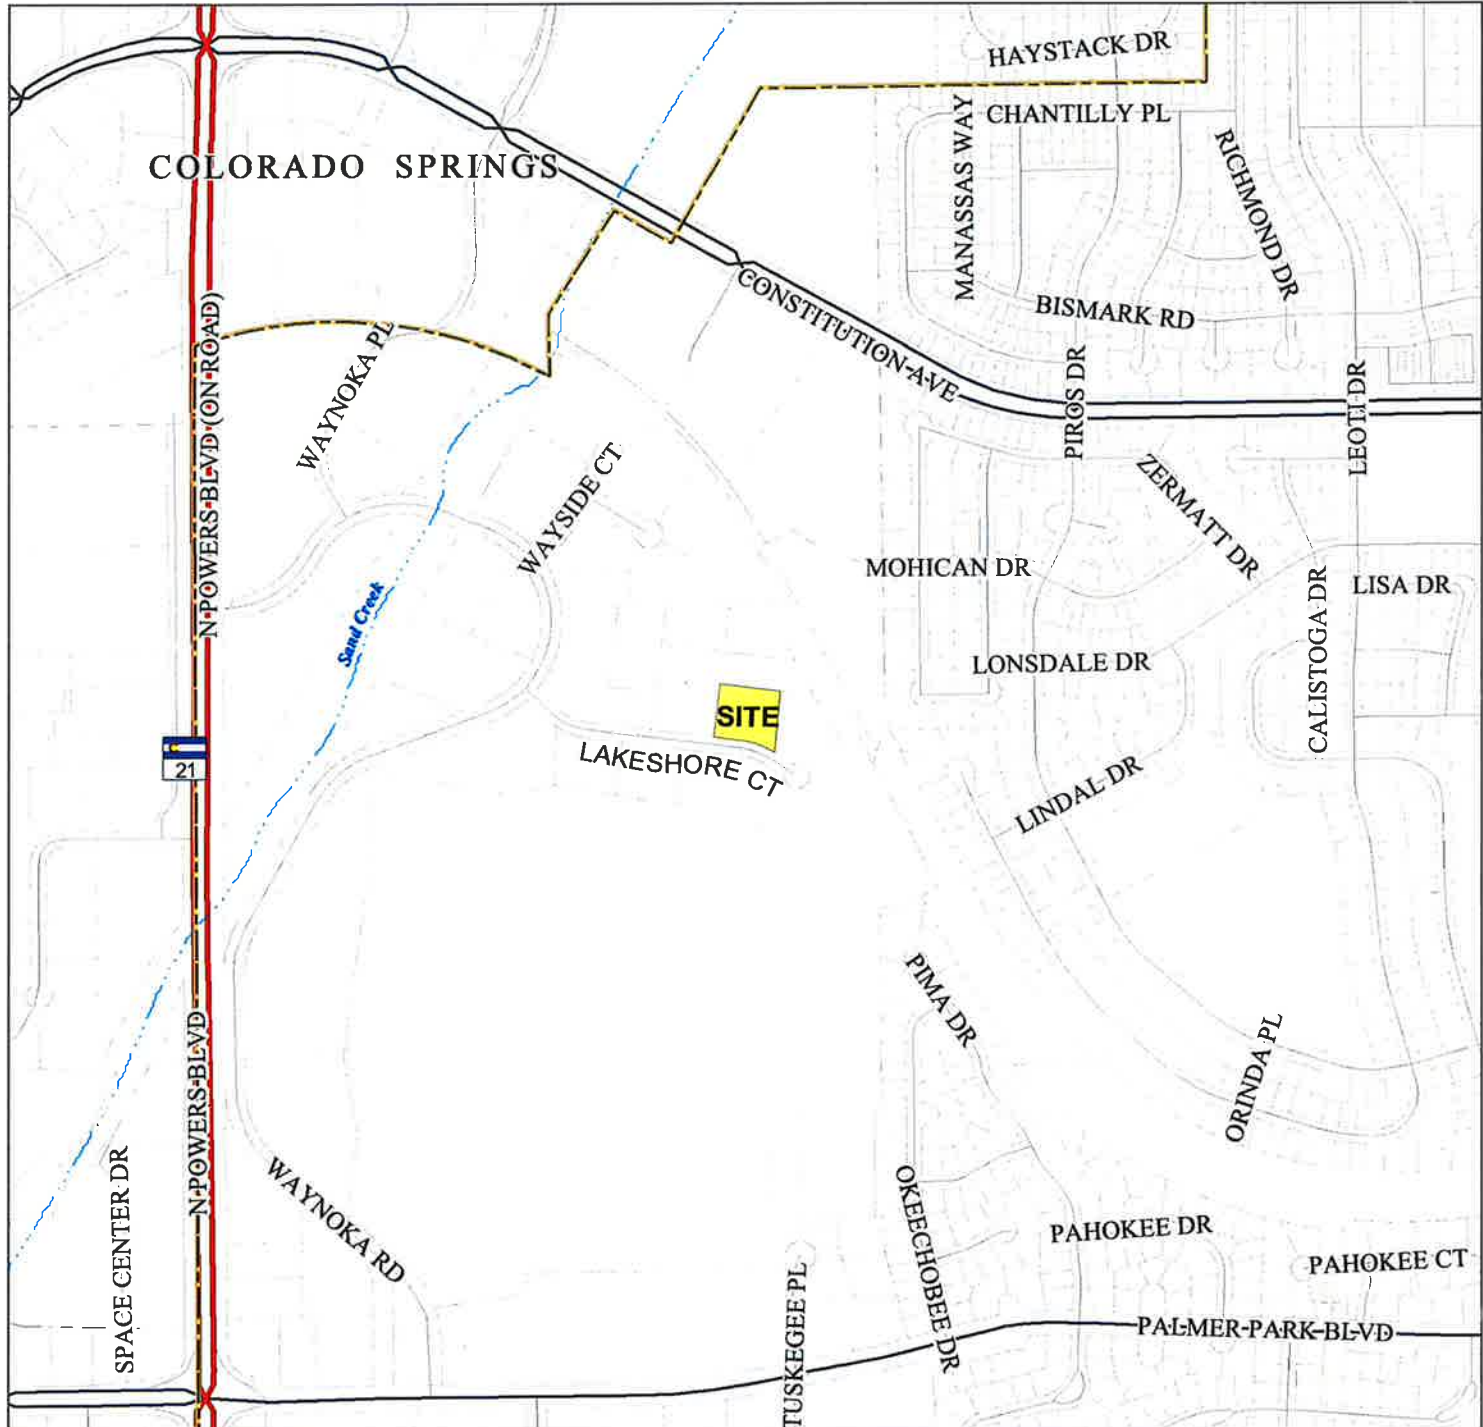 HAYSTACK DR
CHANTILLY PL
MANASSAS WAY
RICHMOND DR
COLORADO SPRINGS
BISMARK RD
CONSTITUTION AVE
N POWERS BLVD (ON ROAD)
WAYNOKA PL
PIROS DR
LEOTI DR
WAYSIDE CT
ZERMATT DR
MOHICAN DR
LISA DR
CALISTOGA DR
Sand Creek
LONSDALE DR
SITE
LAKESHORE CT
21
LINDAL DR
PIMA DR
ORINDA PL
N POWERS BLVD
SPACE CENTER DR
WAYNOKA RD
OKEECHOBEE DR
PAHOKEE DR
PAHOKEE CT
TUSKEGEE PL
PALMER PARK BLVD